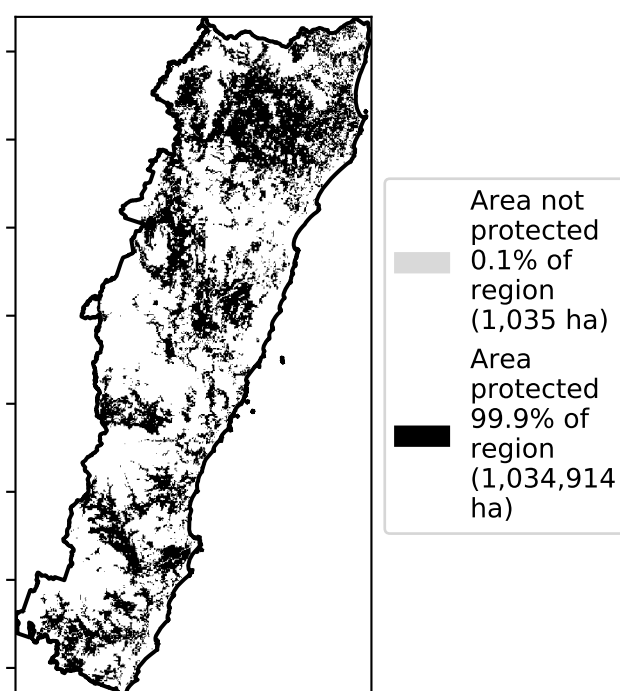 Area not
protected
0.1% of
region
(1,035 ha)
Area
protected
99.9% of
region
(1,034,914
ha)